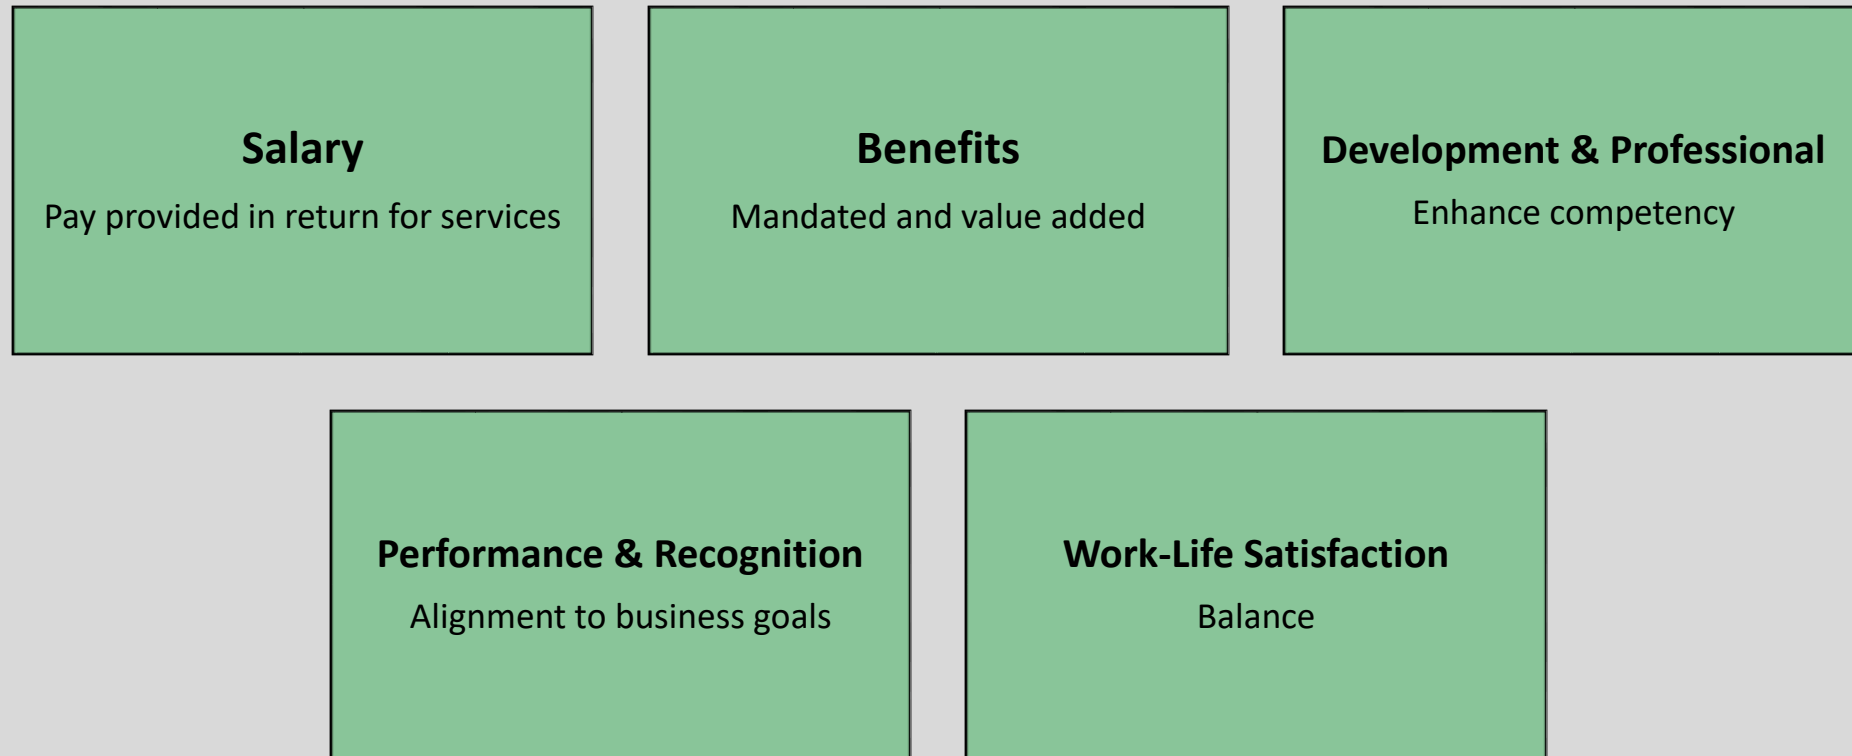 Salary
Pay provided in return for services
Benefits
Mandated and value added
Development & Professional
Enhance competency
Performance & Recognition
Alignment to business goals
Work-Life Satisfaction
Balance